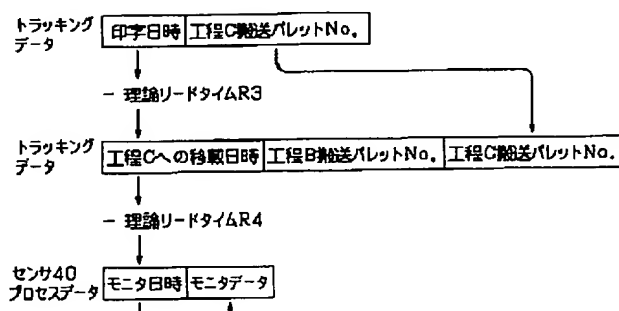 トラッキング
データ
印字日時 工程C搬送パレットNo.
− 理論リードタイムR3
トラッキング
データ
工程Cへの移載日時 工程B搬送パレットNo. 工程C搬送パレットNo.
− 理論リードタイムR4
センサ40
プロセスデータ
モニタ日時 モニタデータ